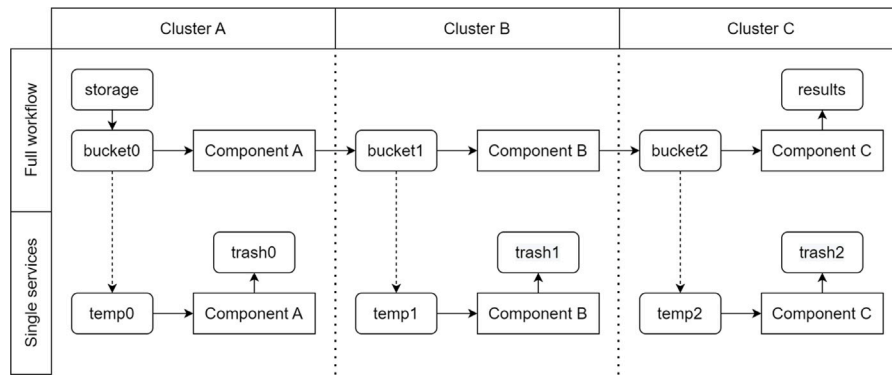 Cluster A
Cluster B
Cluster C
Full workflow
storage
results
bucket0
Component A
bucket1
Component B
bucket2
Component C
Single services
trash0
trash1
trash2
temp0
Component A
temp1
Component B
temp2
Component C